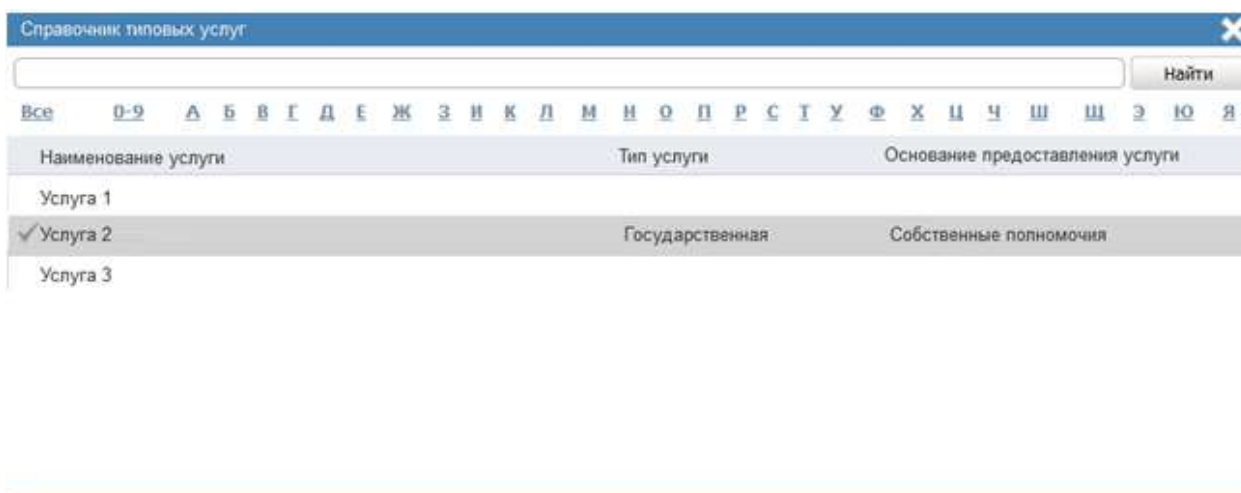 Справочник типовых услуг
Найти
Все 0-9 А Б В Г Д Е Ж З И К Л М Н О П Р С Т У Ф Х Ц Ч Ш Щ Э Ю Я
Наименование услуги Тип услуги Основание предоставления услуги
Услуга 1
Услуга 2 Государственная Собственные полномочия
Услуга 3